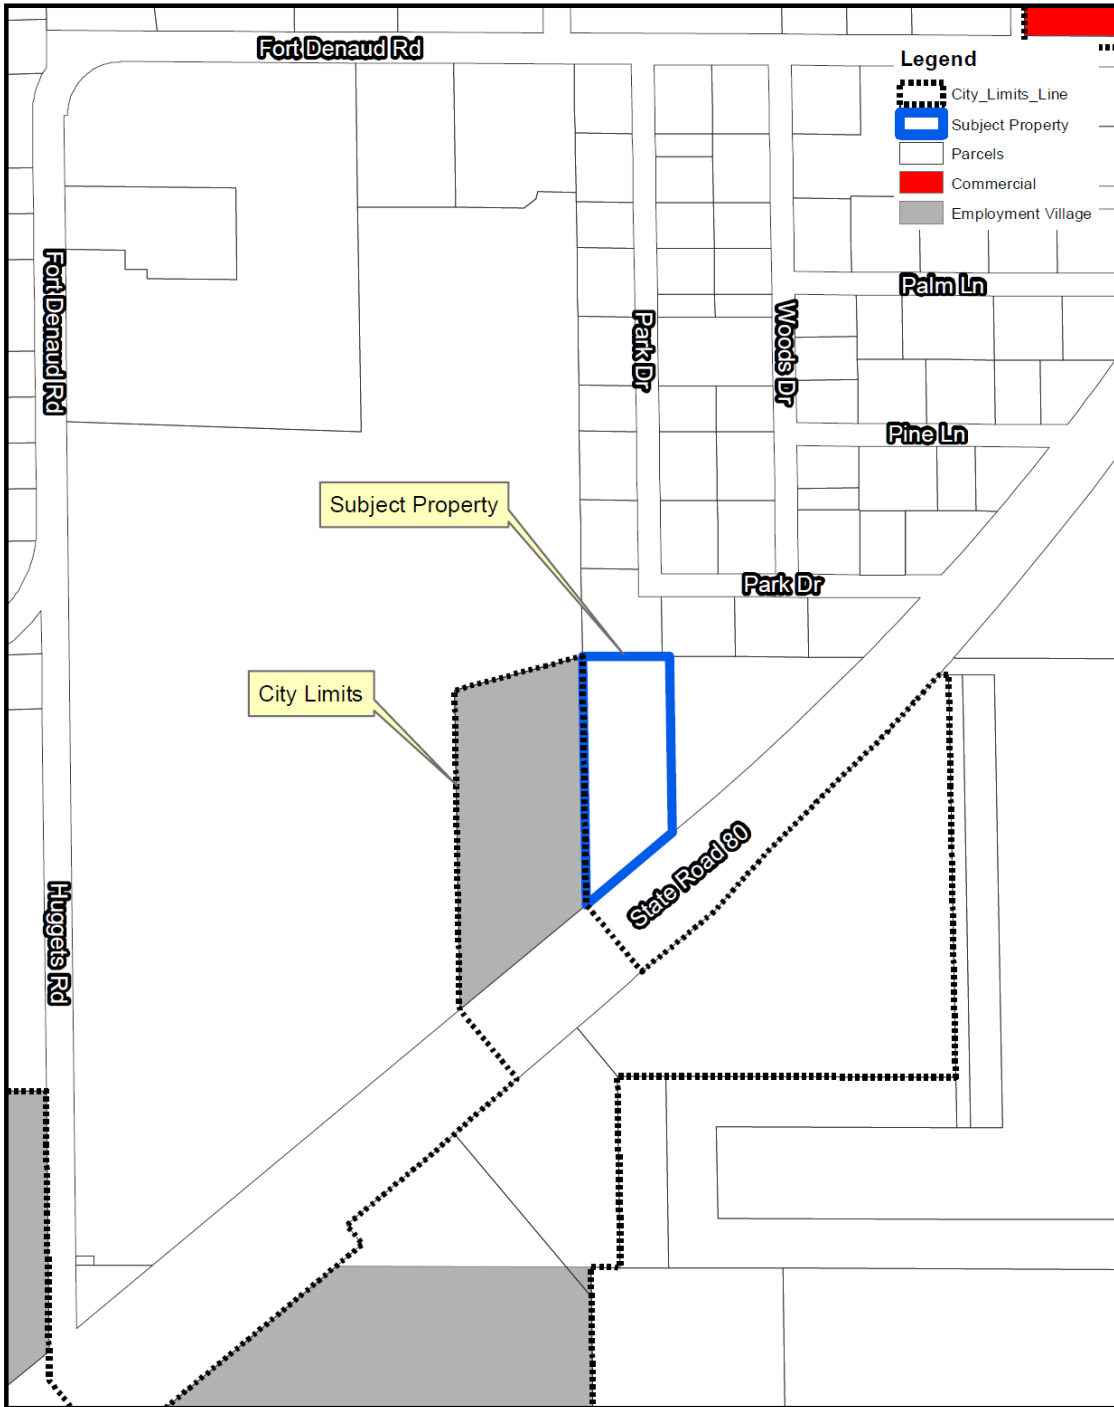 Fort Denaud Rd
Legend
City_Limits_Line
Subject Property
Parcels
Commercial
Employment Village
Fort Denaud Rd
Palm Ln
Park Dr
Woods Dr
Pine Ln
Subject Property
Park Dr
City Limits
State Road 80
Huggets Rd